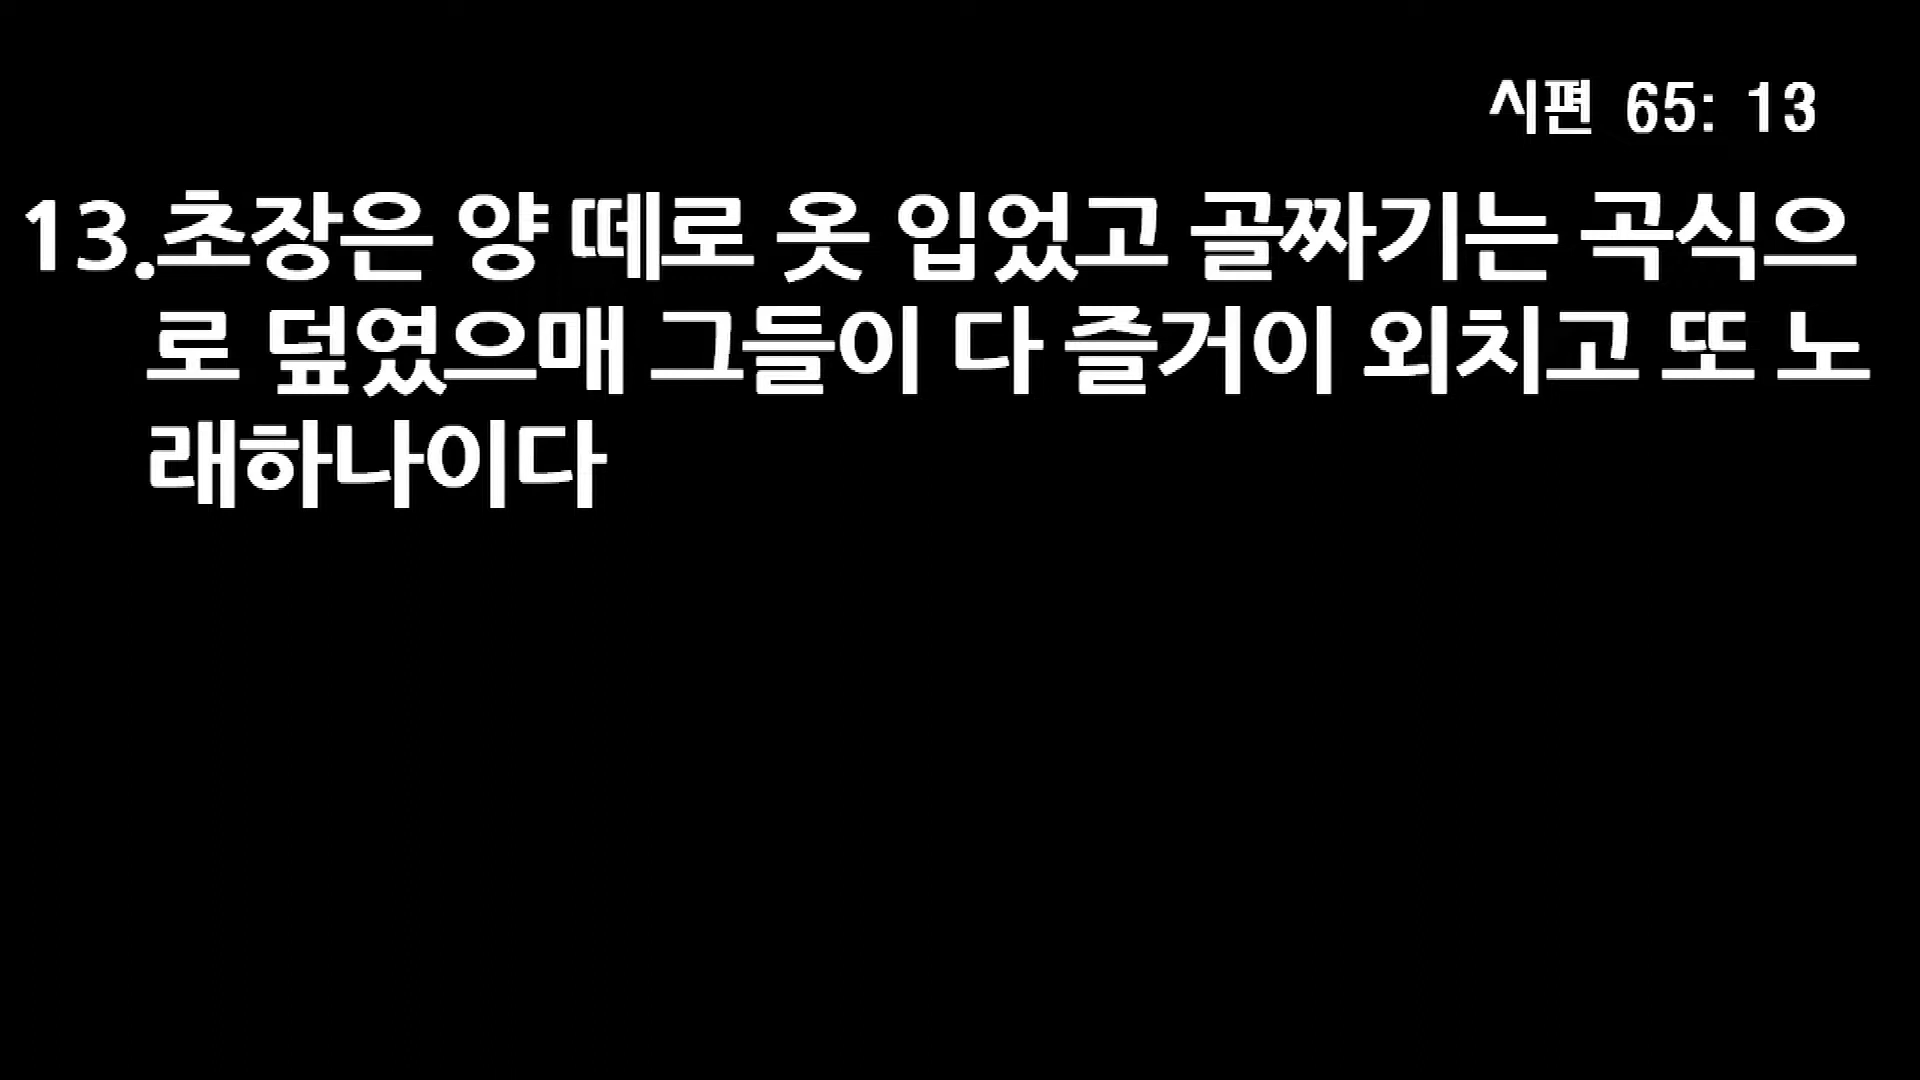 시편 65: 13
13.초장은 양 떼로 옷 입었고 골짜기는 곡식으
로 덮였으매 그들이 다 즐거이 외치고 또 노
래하나이다